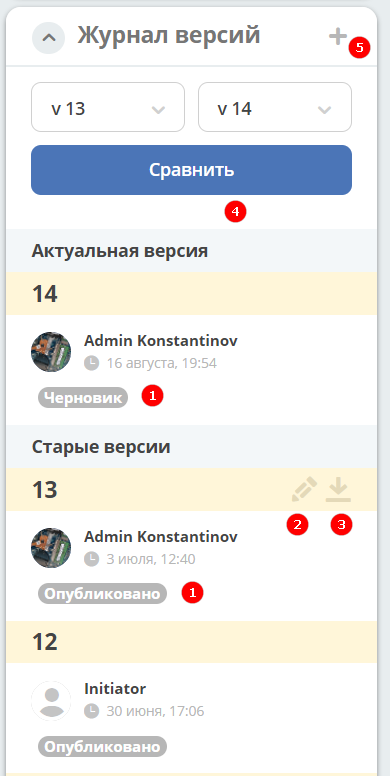 Журнал версий
5
v 13 v 14
Сравнить
4
Актуальная версия
14
Admin Konstantinov
16 августа, 19:54
Черновик 1
Старые версии
13
2 3
Admin Konstantinov
3 июля, 12:40
Опубликовано 1
12
Initiator
30 июня, 17:06
Опубликовано